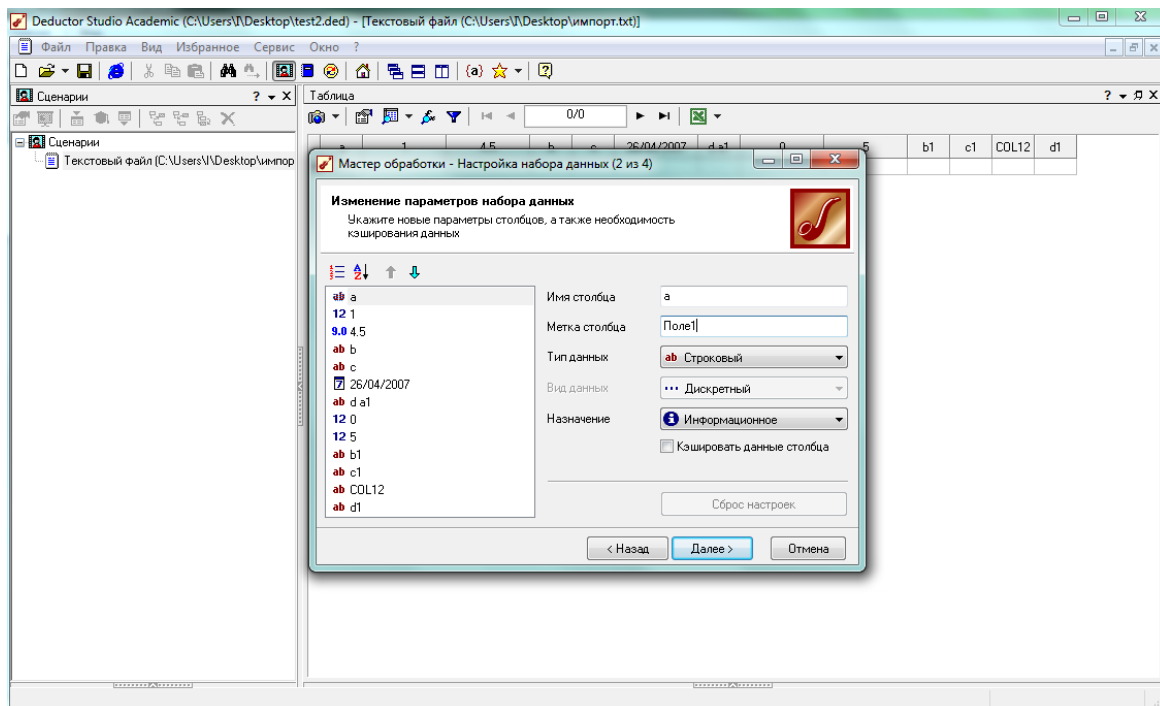 Deductor Studio Academic (C:\Users\I\Desktop\test2.ded) - [Текстовый файл (C:\Users\I\Desktop\импорт.txt)]
Файл Правка Вид Избранное Сервис Окно ?
Сценарии ?
Сценарии
Текстовый файл (C:\Users\I\Desktop\импор
Таблица ?
0/0
a 1 4.5 b c 26/04/2007 d a1 0 5 b1 c1 COL12 d1
Мастер обработки - Настройка набора данных (2 из 4)
Изменение параметров набора данных
Укажите новые параметры столбцов, а также необходимость
кэширования данных
ab a
12 1
9.0 4.5
ab b
ab c
7 26/04/2007
ab d a1
12 0
12 5
ab b1
ab c1
ab COL12
ab d1
Имя столбца a
Метка столбца Поле1
Тип данных ab Строковый
Вид данных Дискретный
Назначение Информационное
Кэшировать данные столбца
Сброс настроек
< Назад Далее > Отмена